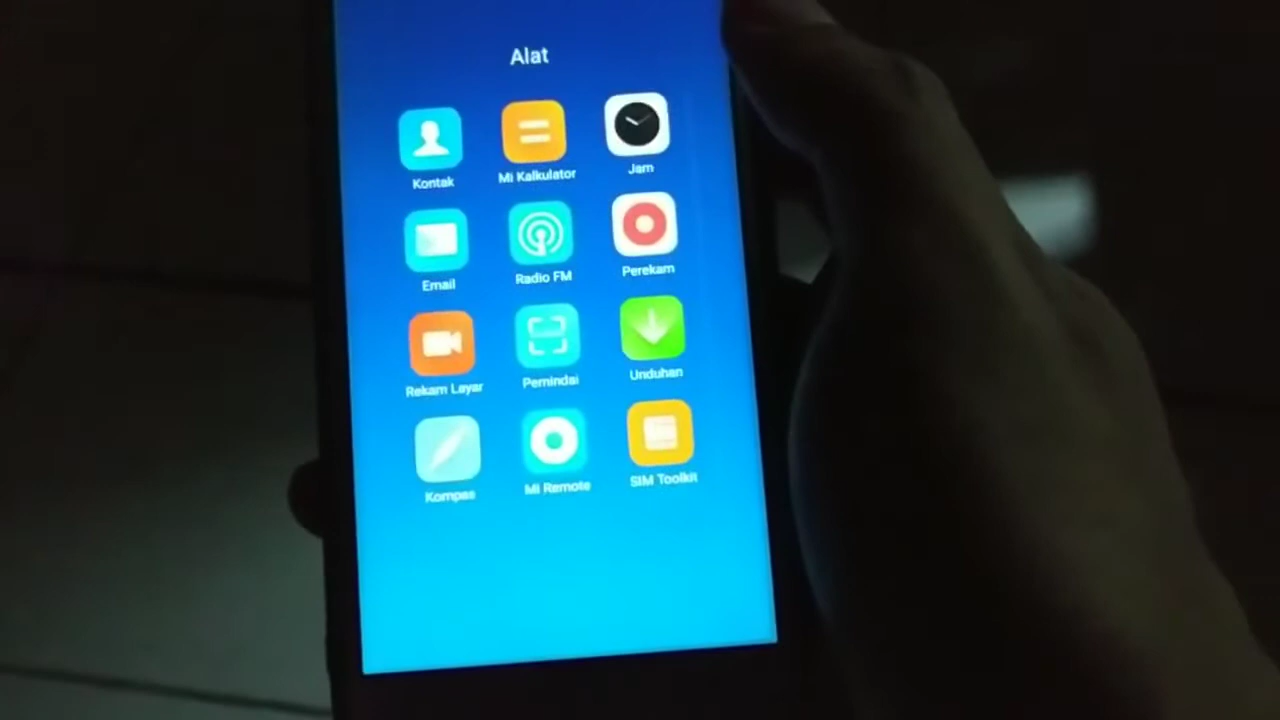 Alat
Kontak
Mi Kalkulator
Jam
Email
Radio FM
Perekam
Rekam Layar
Pemindai
Unduhan
Kompas
Mi Remote
SIM Toolkit